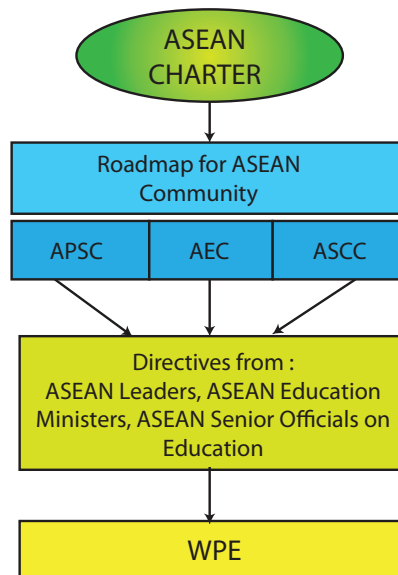 ASEAN
CHARTER
Roadmap for ASEAN
Community
APSC
AEC
ASCC
Directives from :
ASEAN Leaders, ASEAN Education
Ministers, ASEAN Senior Officials on
Education
WPE